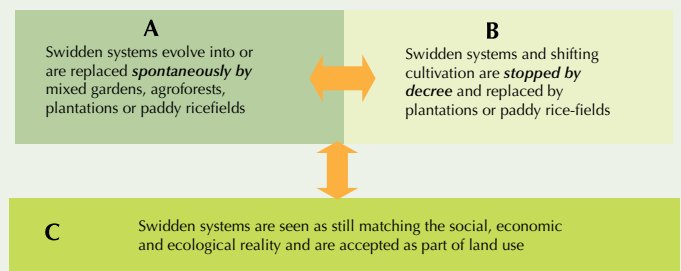 A
Swidden systems evolve into or
are replaced spontaneously by
mixed gardens, agroforests,
plantations or paddy ricefields
B
Swidden systems and shifting
cultivation are stopped by
decree and replaced by
plantations or paddy rice-fields
C
Swidden systems are seen as still matching the social, economic
and ecological reality and are accepted as part of land use